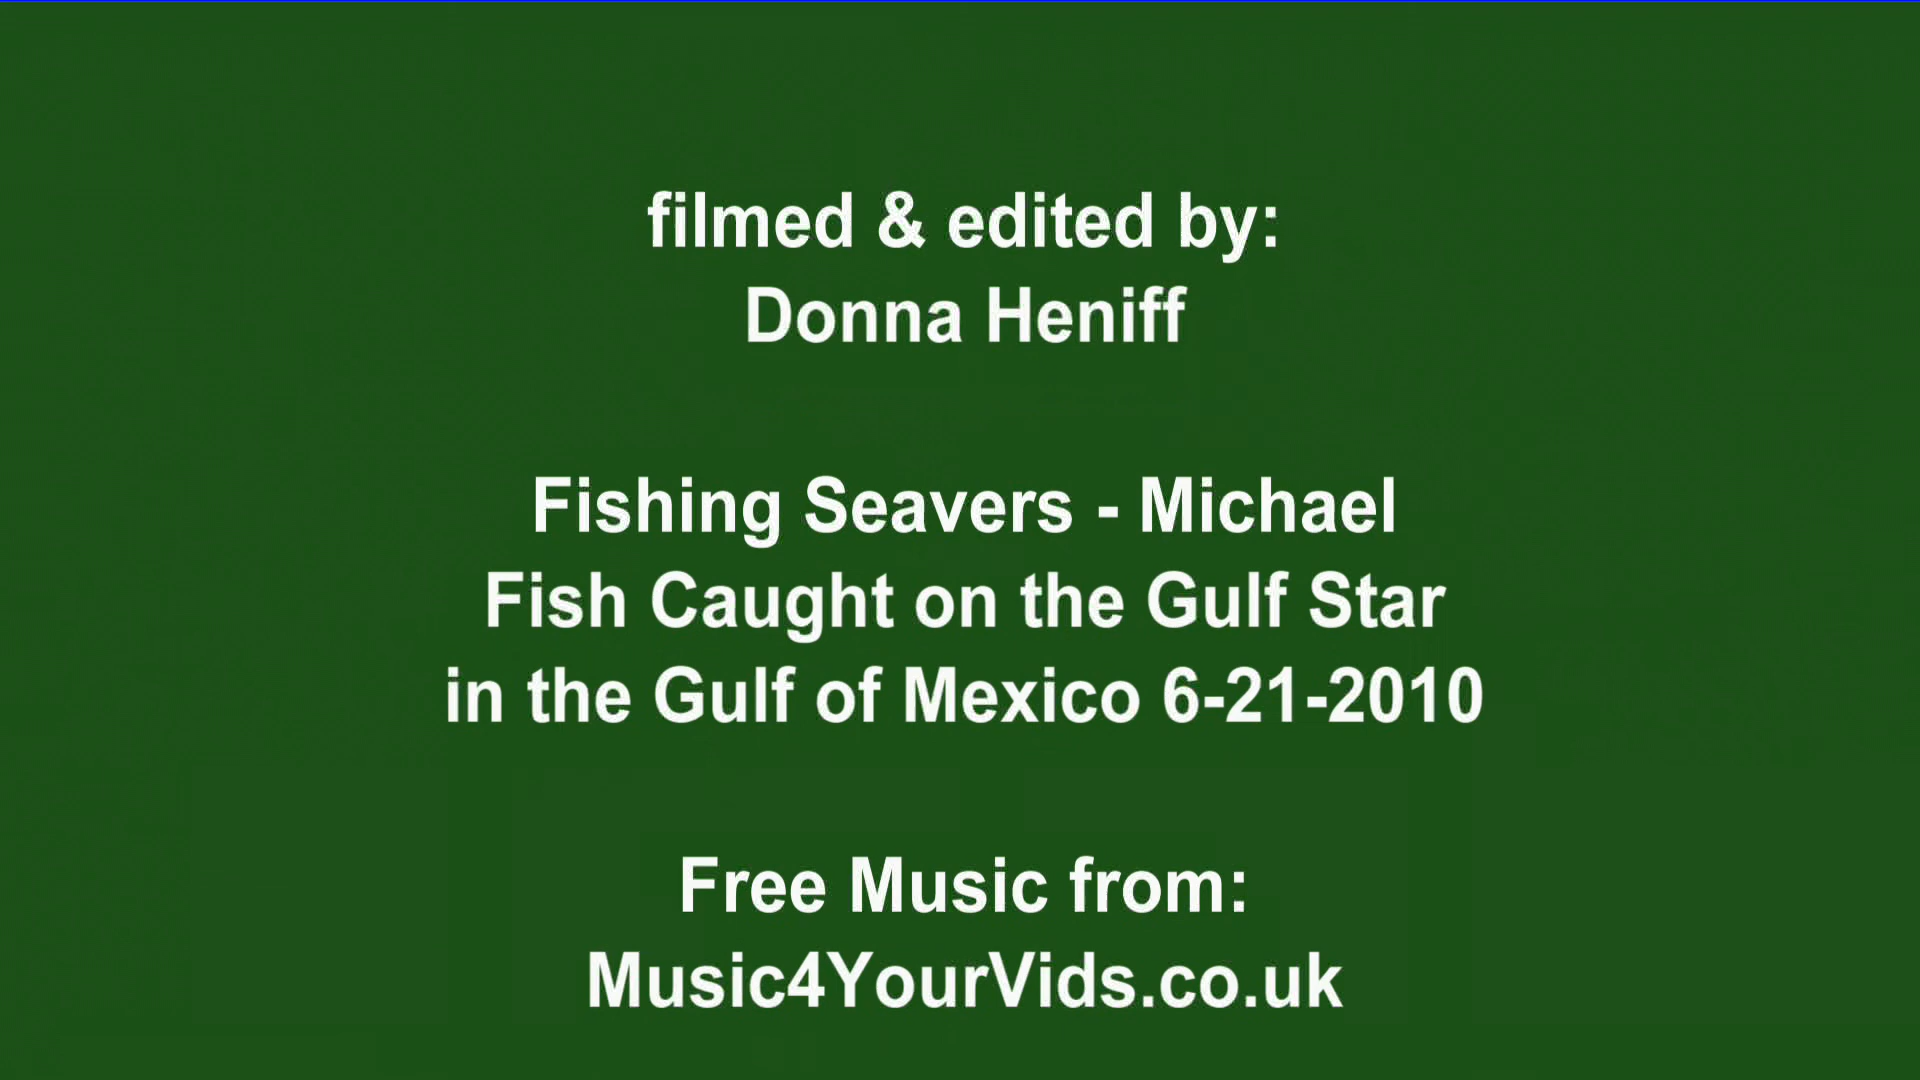 filmed & edited by:
Donna Heniff
Fishing Seavers - Michael
Fish Caught on the Gulf Star
in the Gulf of Mexico 6-21-2010
Free Music from:
Music4YourVids.co.uk